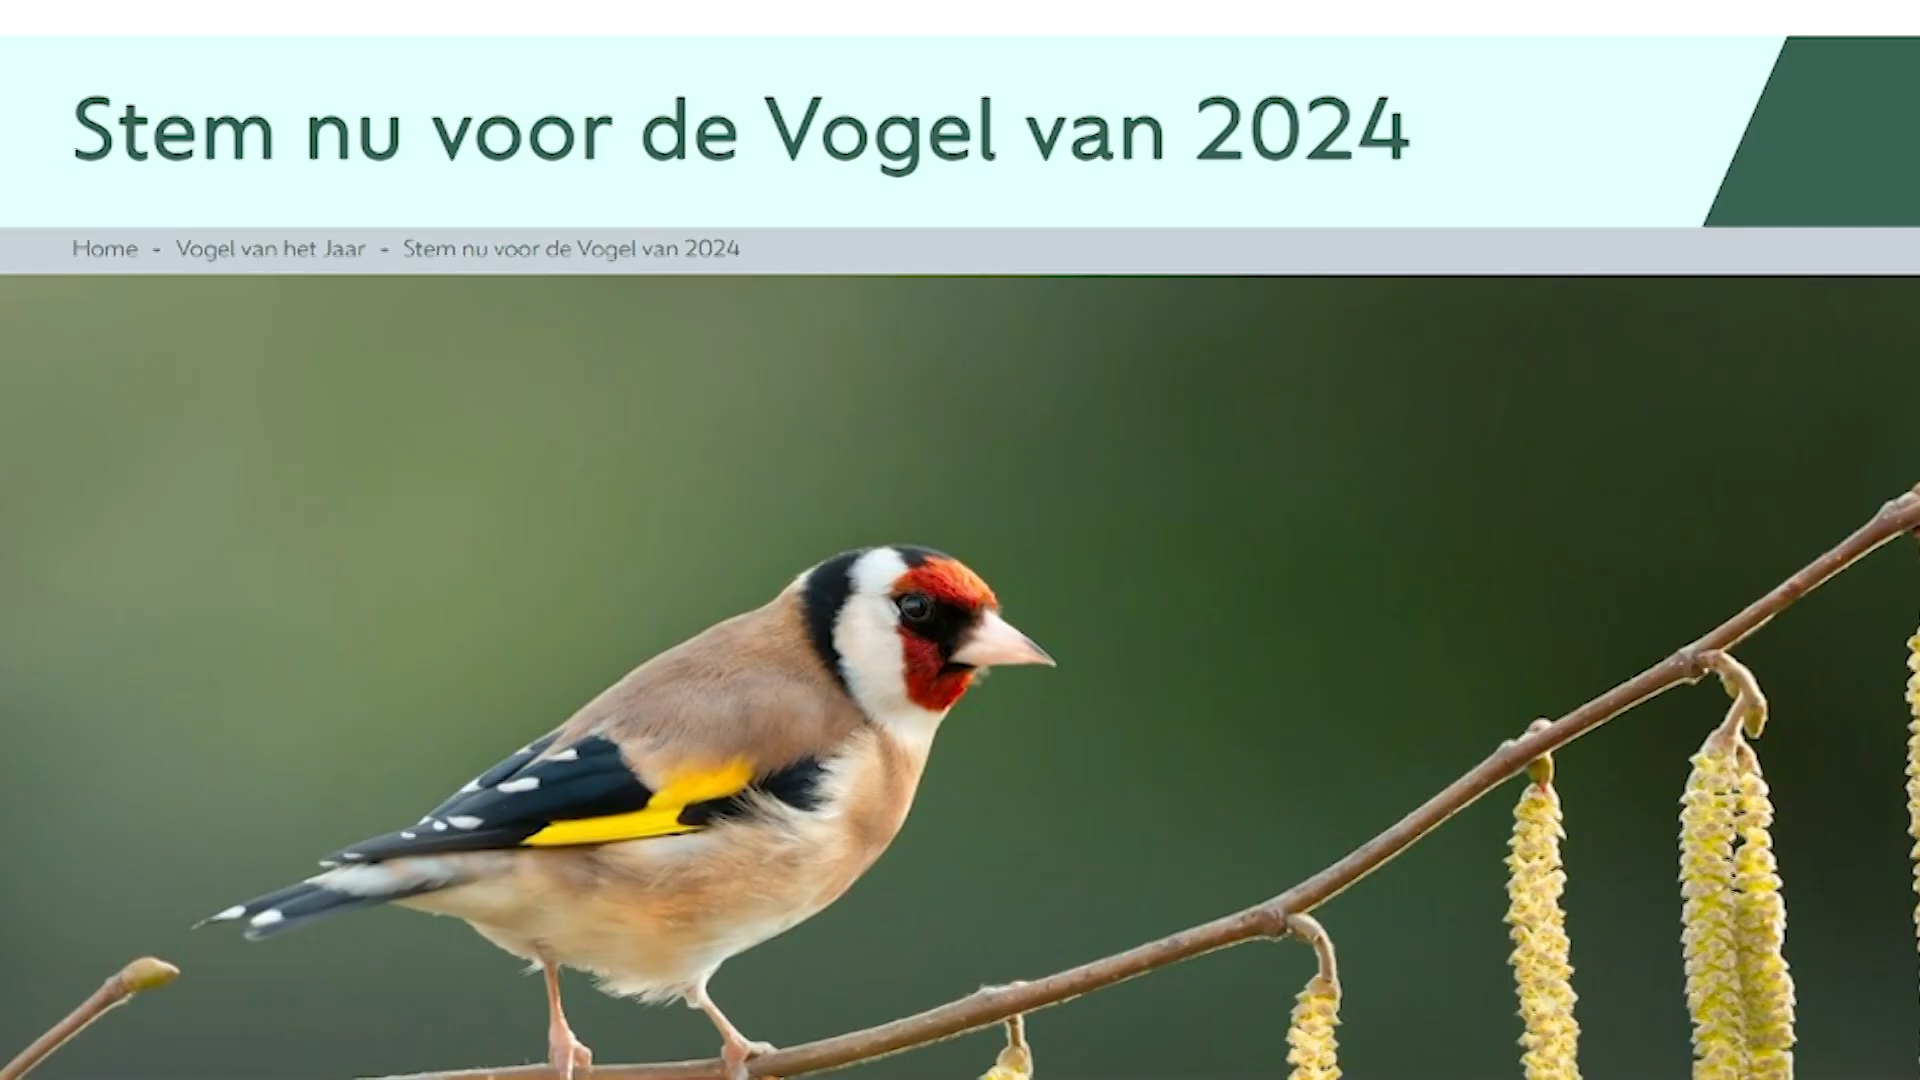 Stem nu voor de Vogel van 2024
Home - Vogel van het Jaar - Stem nu voor de Vogel van 2024